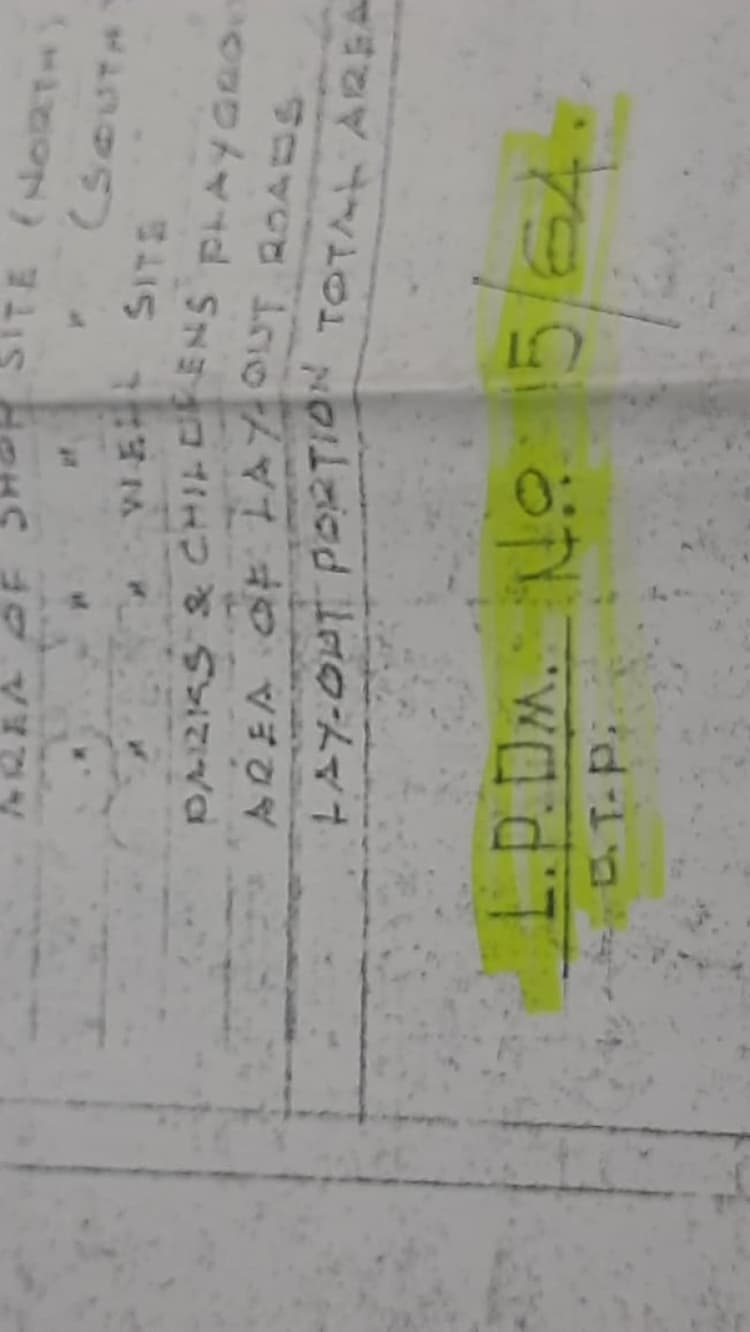 AREA OF SHOP SITE (NORTH)
" " " " (SOUTH)
" " WELL SITE
PARKS & CHILDRENS PLAYGRO
AREA OF LAY-OUT ROADS
LAY-OUT PORTION TOTAL AREA
L.P.DM. No. 15/64.
D.T.P.